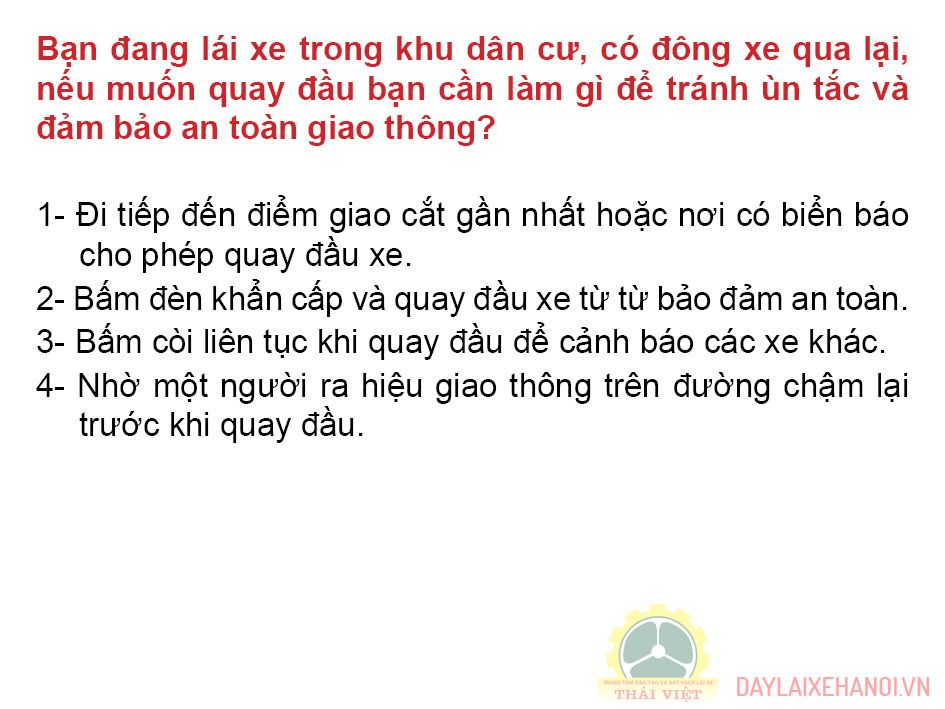 Bạn đang lái xe trong khu dân cư, có đông xe qua lại,
nếu muốn quay đầu bạn cần làm gì để tránh ùn tắc và
đảm bảo an toàn giao thông?
1- Đi tiếp đến điểm giao cắt gần nhất hoặc nơi có biển báo
cho phép quay đầu xe.
2- Bấm đèn khẩn cấp và quay đầu xe từ từ bảo đảm an toàn.
3- Bấm còi liên tục khi quay đầu để cảnh báo các xe khác.
4- Nhờ một người ra hiệu giao thông trên đường chậm lại
trước khi quay đầu.
TRUNG TÂM ĐÀO TẠO VÀ SÁT HẠCH LÁI XE
THÁI VIỆT
DAYLAIXEHANOI.VN